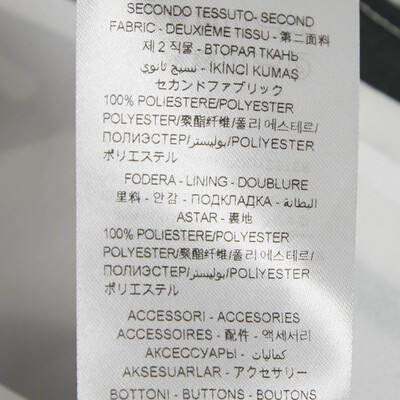 SECONDO TESSUTO- SECOND
FABRIC - DEUXIÈME TISSU - 第二面料
제 2 직물 - ВТОРАЯ ТКАНЬ
نسيج ثانوي - İKİNCİ KUMAŞ
セカンドファブリック
100% POLIESTERE/POLYESTER
POLYESTER/聚酯纤维/폴리 에스테르/
ПОЛИЭСТЕР/بوليستر/POLİYESTER
ポリエステル
FODERA - LINING - DOUBLURE
里料 - 안감 - ПОДКЛАДКА - البطانة
ASTAR - 裏地
100% POLIESTERE/POLYESTER
POLYESTER/聚酯纤维/폴리 에스테르/
ПОЛИЭСТЕР/بوليستر/POLİYESTER
ポリエステル
ACCESSORI - ACCESORIES
ACCESSOIRES - 配件 - 액세서리
АКСЕССУАРЫ - كماليات
AKSESUARLAR - アクセサリー
BOTTONI - BUTTONS - BOUTONS